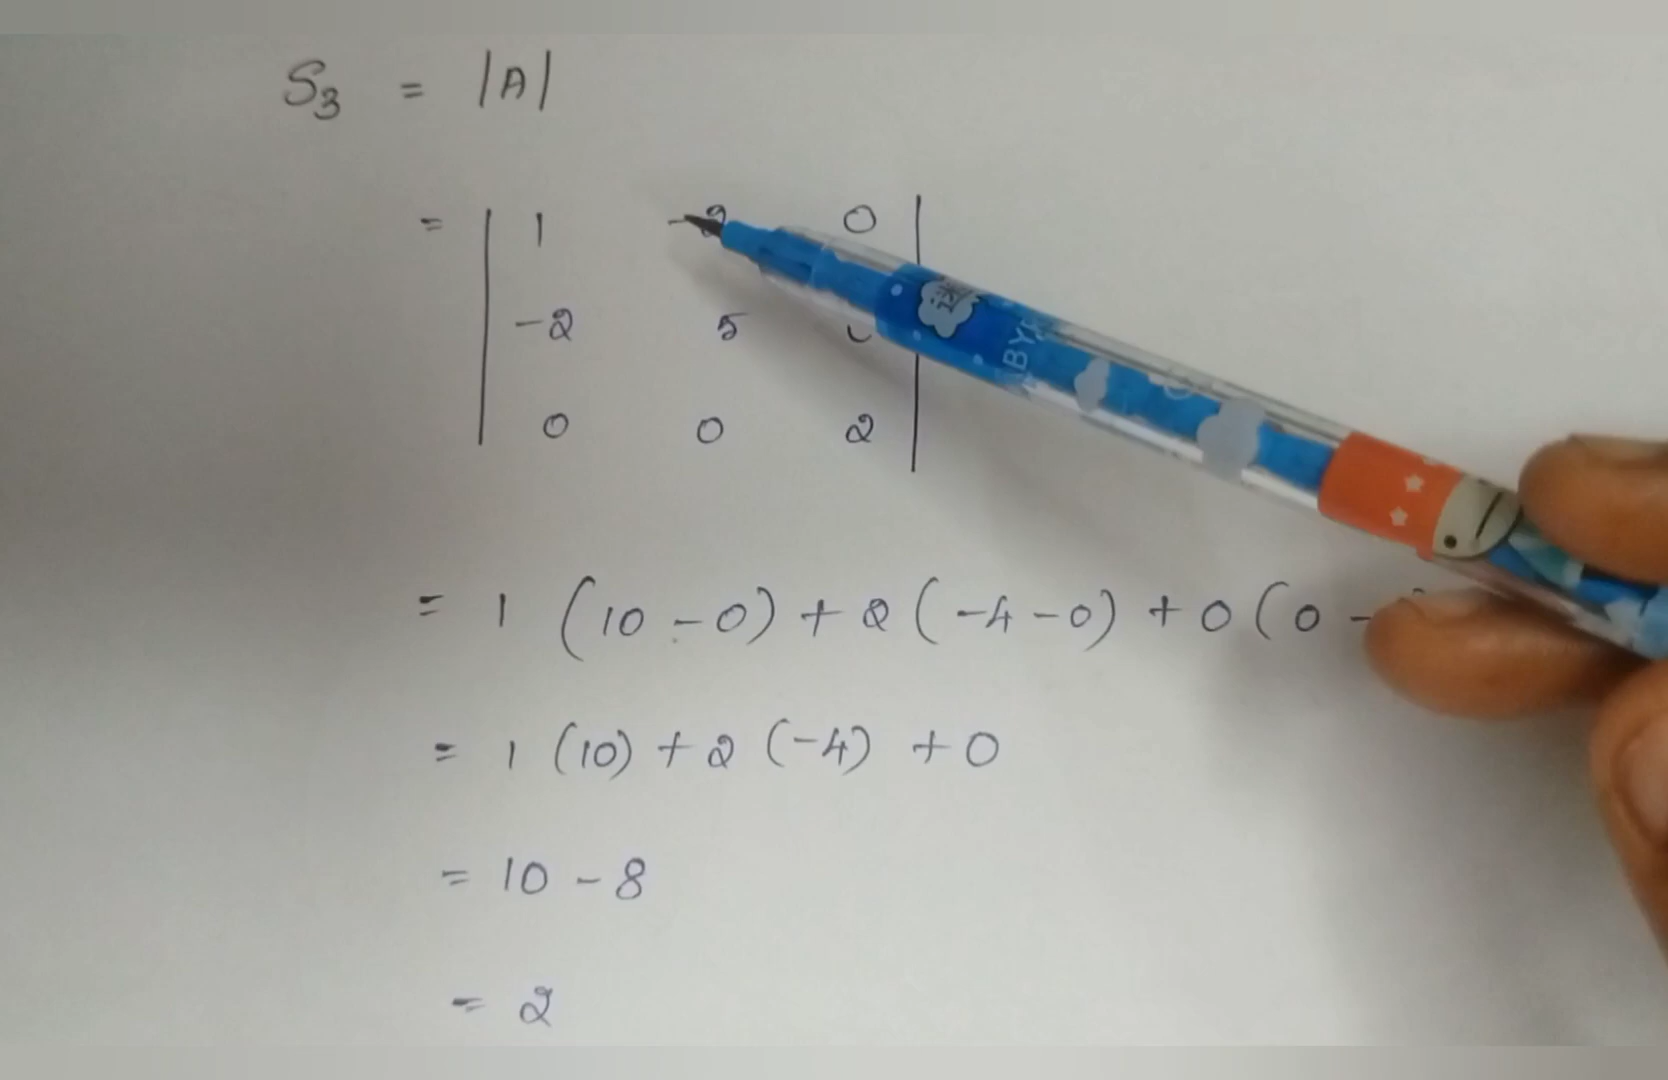 S3 = |A|
= | 1 -2 0 |
| -2 5 |
| 0 0 2 |
= 1 (10 - 0) + 2 (-4 - 0) + 0 (0 -
= 1 (10) + 2 (-4) + 0
= 10 - 8
= 2